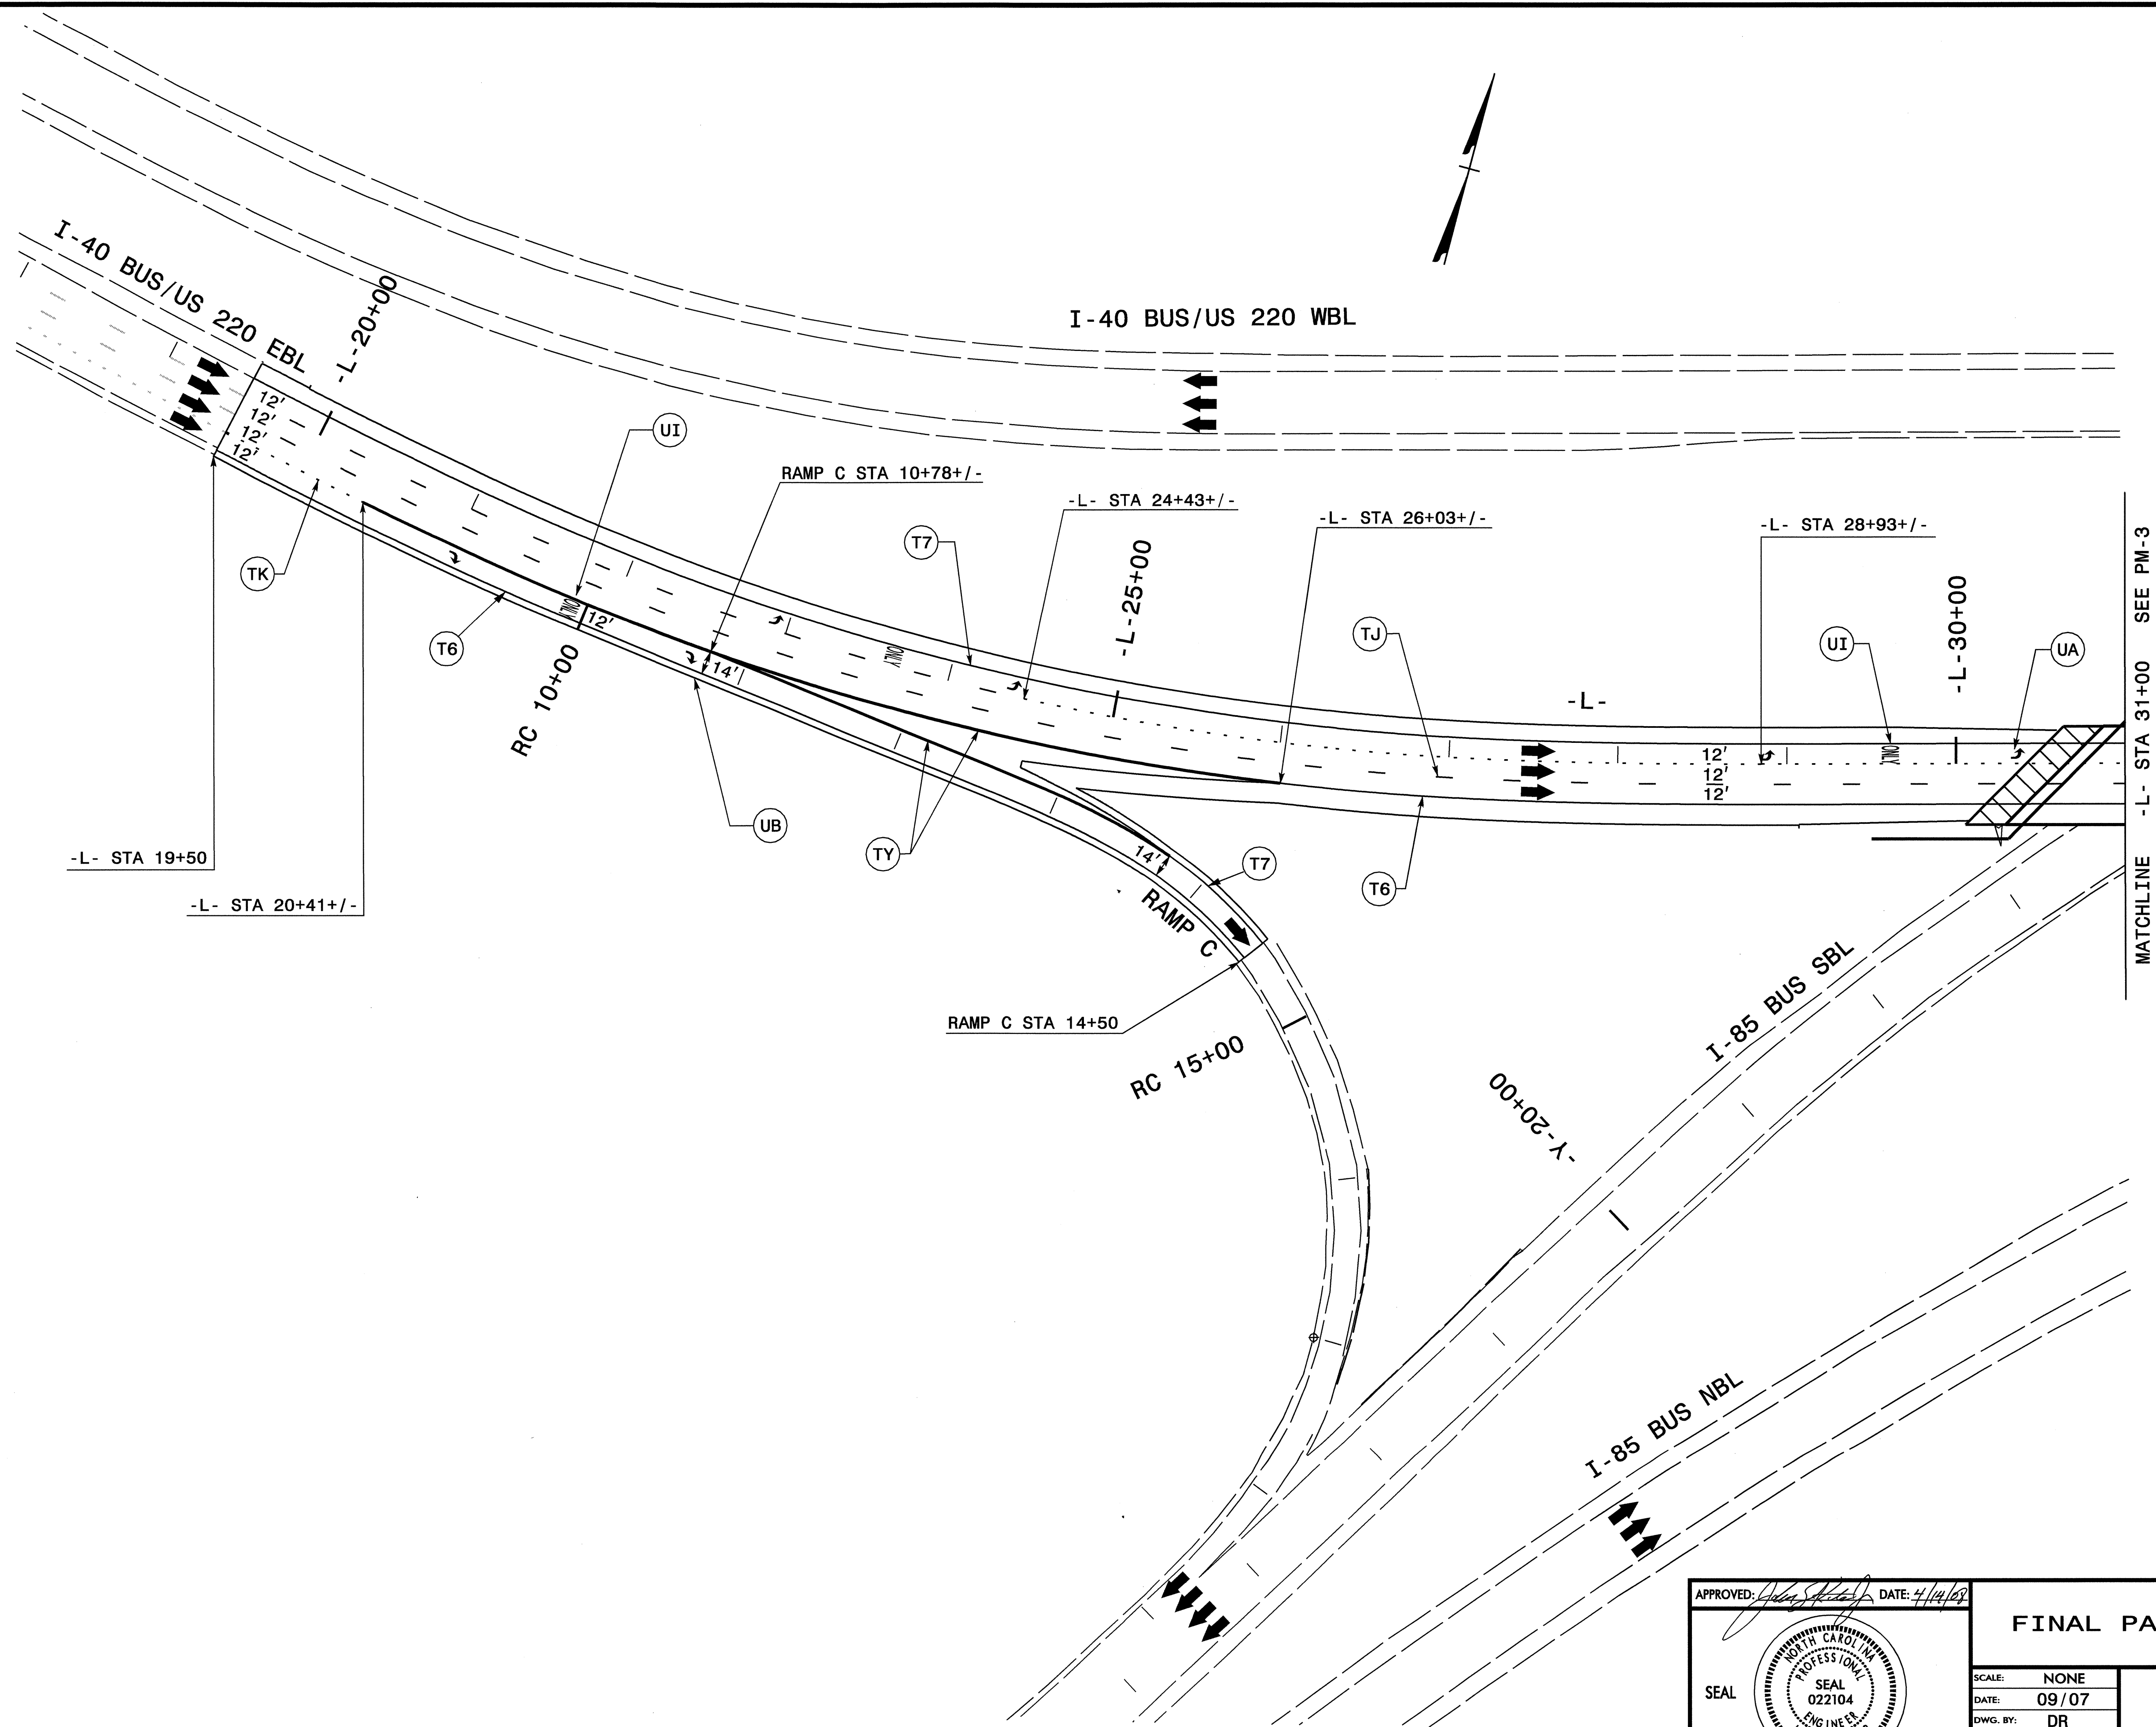 I-40 BUS/US 220 EBL
-L-20+00
I-40 BUS/US 220 WBL
12'
12'
12'
12'
UI
RAMP C STA 10+78+/-
-L- STA 24+43+/-
-L- STA 26+03+/-
-L- STA 28+93+/-
T7
-L-25+00
TK
T6
ONLY
12'
14'
RC 10+00
ONLY
TJ
-L-
UI
-L-30+00
UA
ONLY
12'
12'
12'
MATCHLINE -L- STA 31+00 SEE PM-3
UB
TY
14'
T7
T6
-L- STA 19+50
-L- STA 20+41+/-
RAMP C
RAMP C STA 14+50
RC 15+00
-Y-20+00
I-85 BUS SBL
I-85 BUS NBL
APPROVED: DATE: 4/14/08
SEAL
NORTH CAROLINA
PROFESSIONAL
SEAL
022104
ENGINEER
FINAL PA
SCALE: NONE
DATE: 09/07
DWG. BY: DR